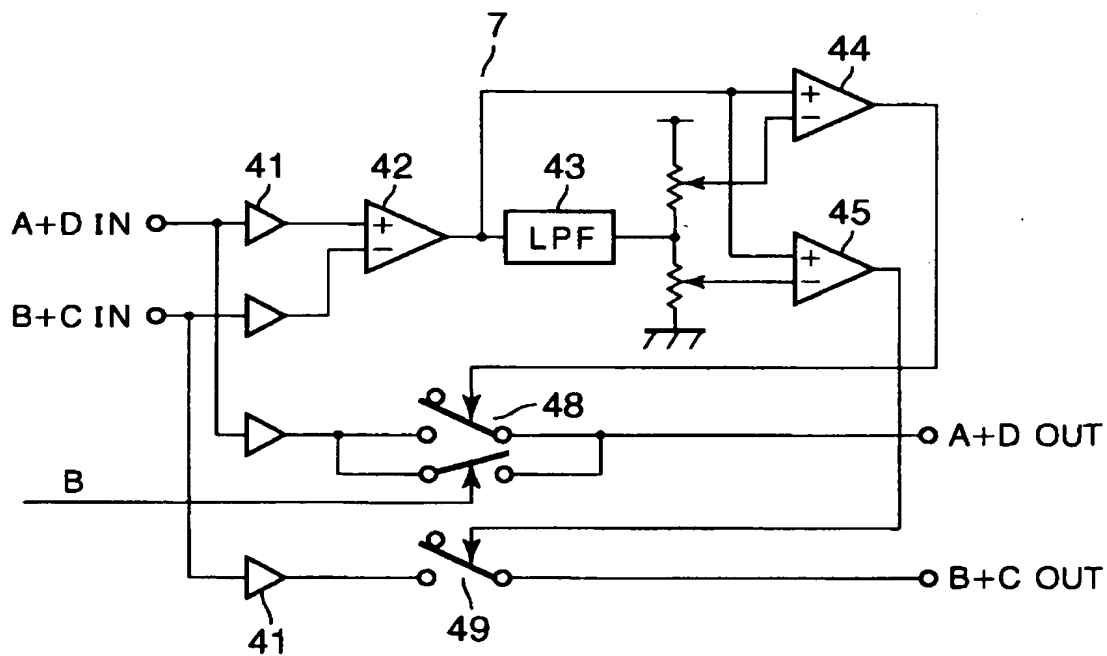 7
44
41
42
43
A+D IN
+
−
LPF
+
−
45
B+C IN
+
−
48
A+D OUT
B
49
B+C OUT
41